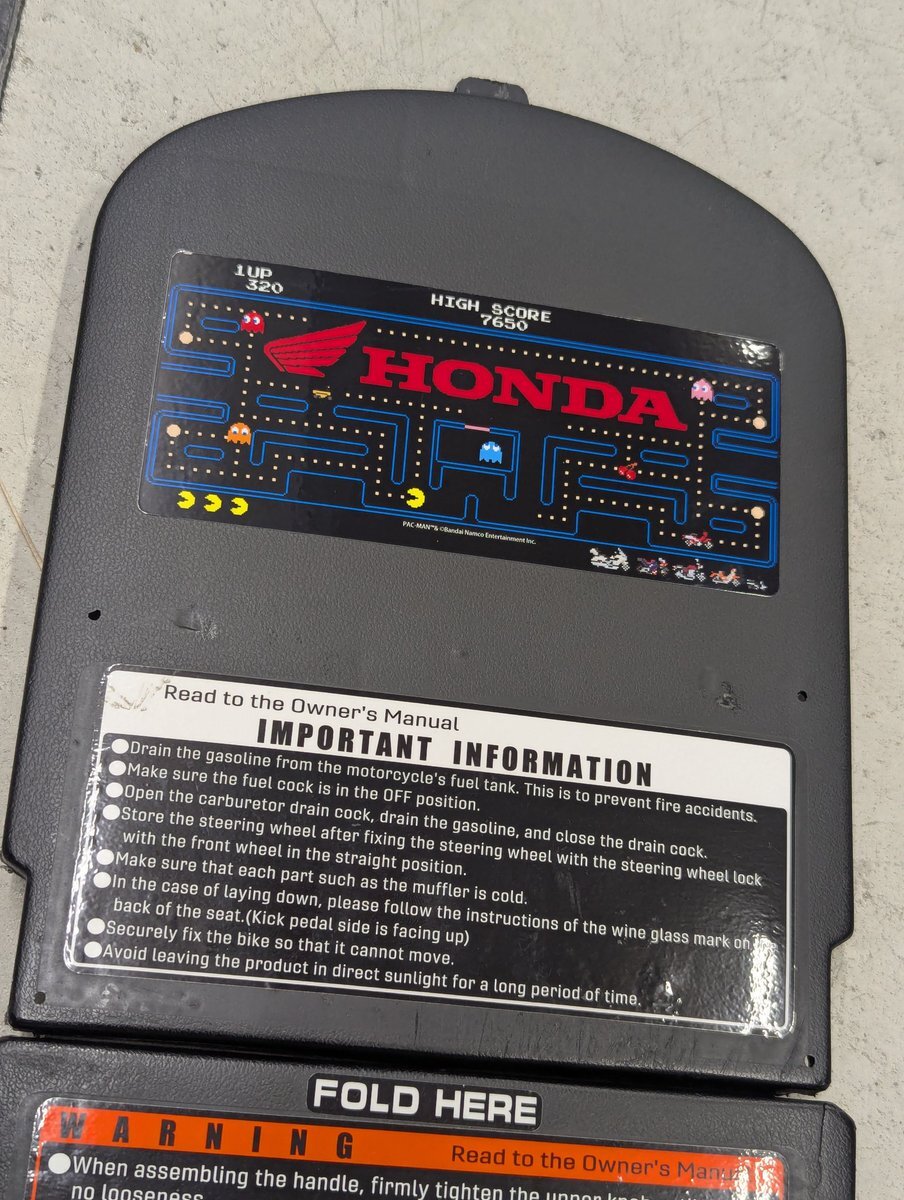 1UP
320
HIGH SCORE
7650
HONDA
PAC-MAN™& ©Bandai Namco Entertainment Inc.
Read to the Owner's Manual
IMPORTANT INFORMATION
●Drain the gasoline from the motorcycle's fuel tank. This is to prevent fire accidents.
●Make sure the fuel cock is in the OFF position.
●Open the carburetor drain cock, drain the gasoline, and close the drain cock.
●Store the steering wheel after fixing the steering wheel with the steering wheel lock
with the front wheel in the straight position.
●Make sure that each part such as the muffler is cold.
●In the case of laying down, please follow the instructions of the wine glass mark on
back of the seat.(Kick pedal side is facing up)
●Securely fix the bike so that it cannot move.
●Avoid leaving the product in direct sunlight for a long period of time.
FOLD HERE
WARNING
Read to the Owner's Manual
●When assembling the handle, firmly tighten the upper
no looseness